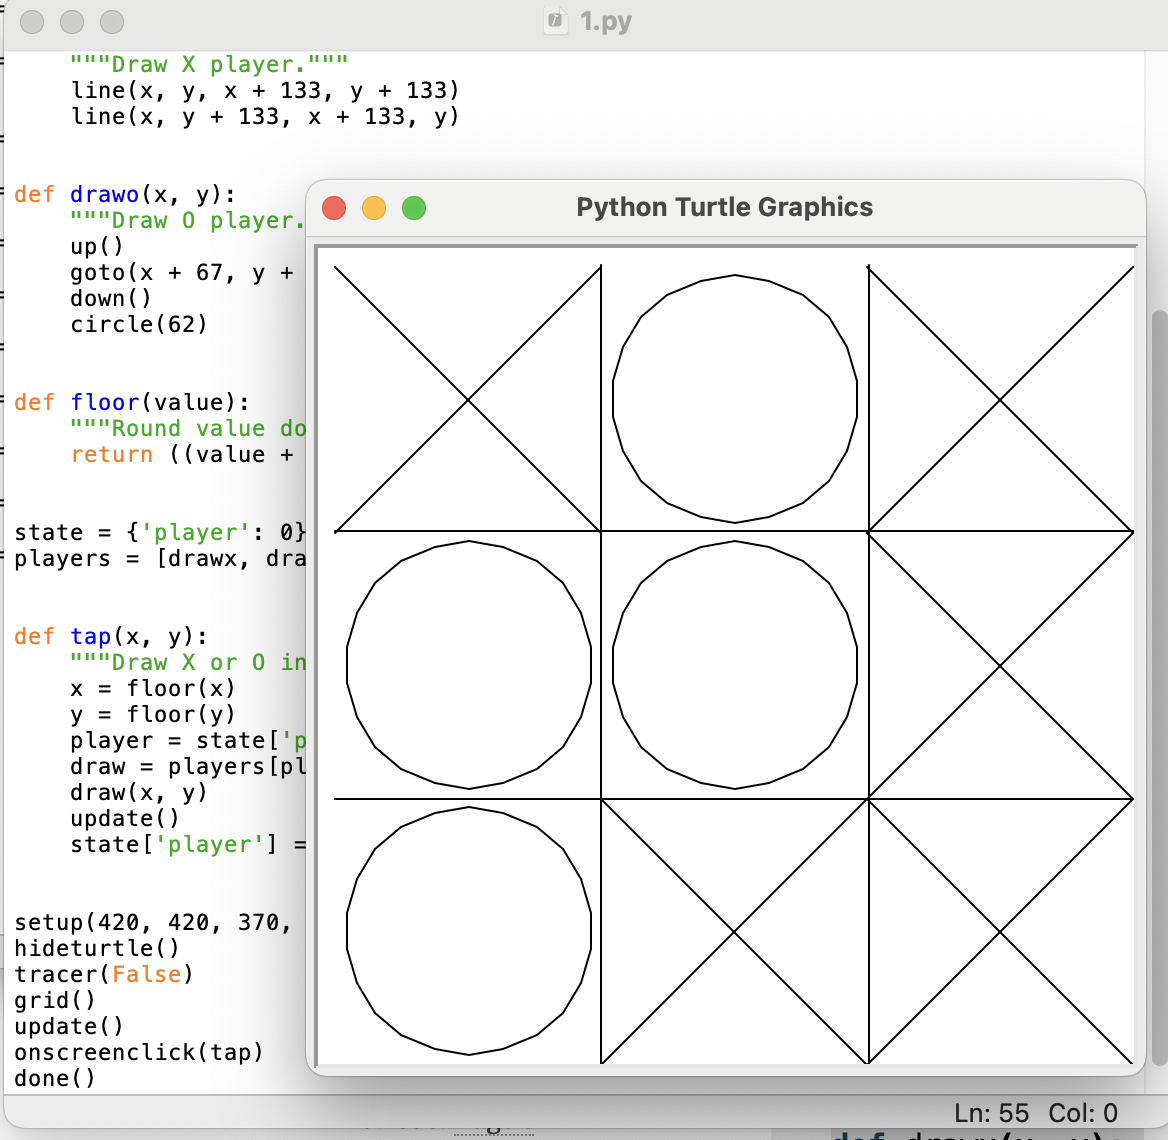 1.py
"""Draw X player."""
line(x, y, x + 133, y + 133)
line(x, y + 133, x + 133, y)
def drawo(x, y):
"""Draw O player.
up()
goto(x + 67, y +
down()
circle(62)
def floor(value):
"""Round value do
return ((value +
state = {'player': 0}
players = [drawx, dra
def tap(x, y):
"""Draw X or O in
x = floor(x)
y = floor(y)
player = state['p
draw = players[pl
draw(x, y)
update()
state['player'] =
setup(420, 420, 370,
hideturtle()
tracer(False)
grid()
update()
onscreenclick(tap)
done()
Python Turtle Graphics
Ln: 55 Col: 0